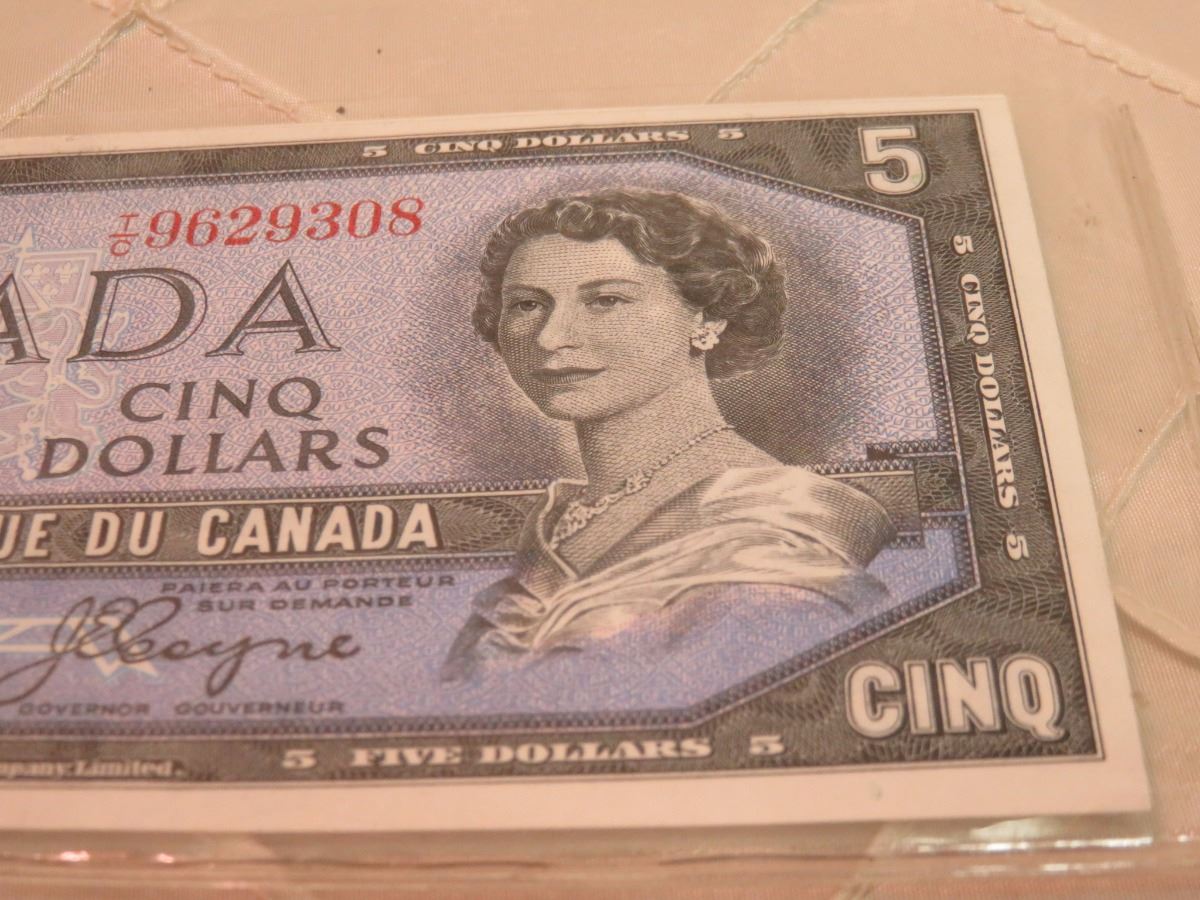 5 CINQ DOLLARS 5
5
I/C 9629308
ADA
CINQ
DOLLARS
UE DU CANADA
PAIERA AU PORTEUR
SUR DEMANDE
J E Coyne
GOVERNOR GOUVERNEUR
5 CINQ DOLLARS 5
CINQ
mpany, Limited.
5 FIVE DOLLARS 5